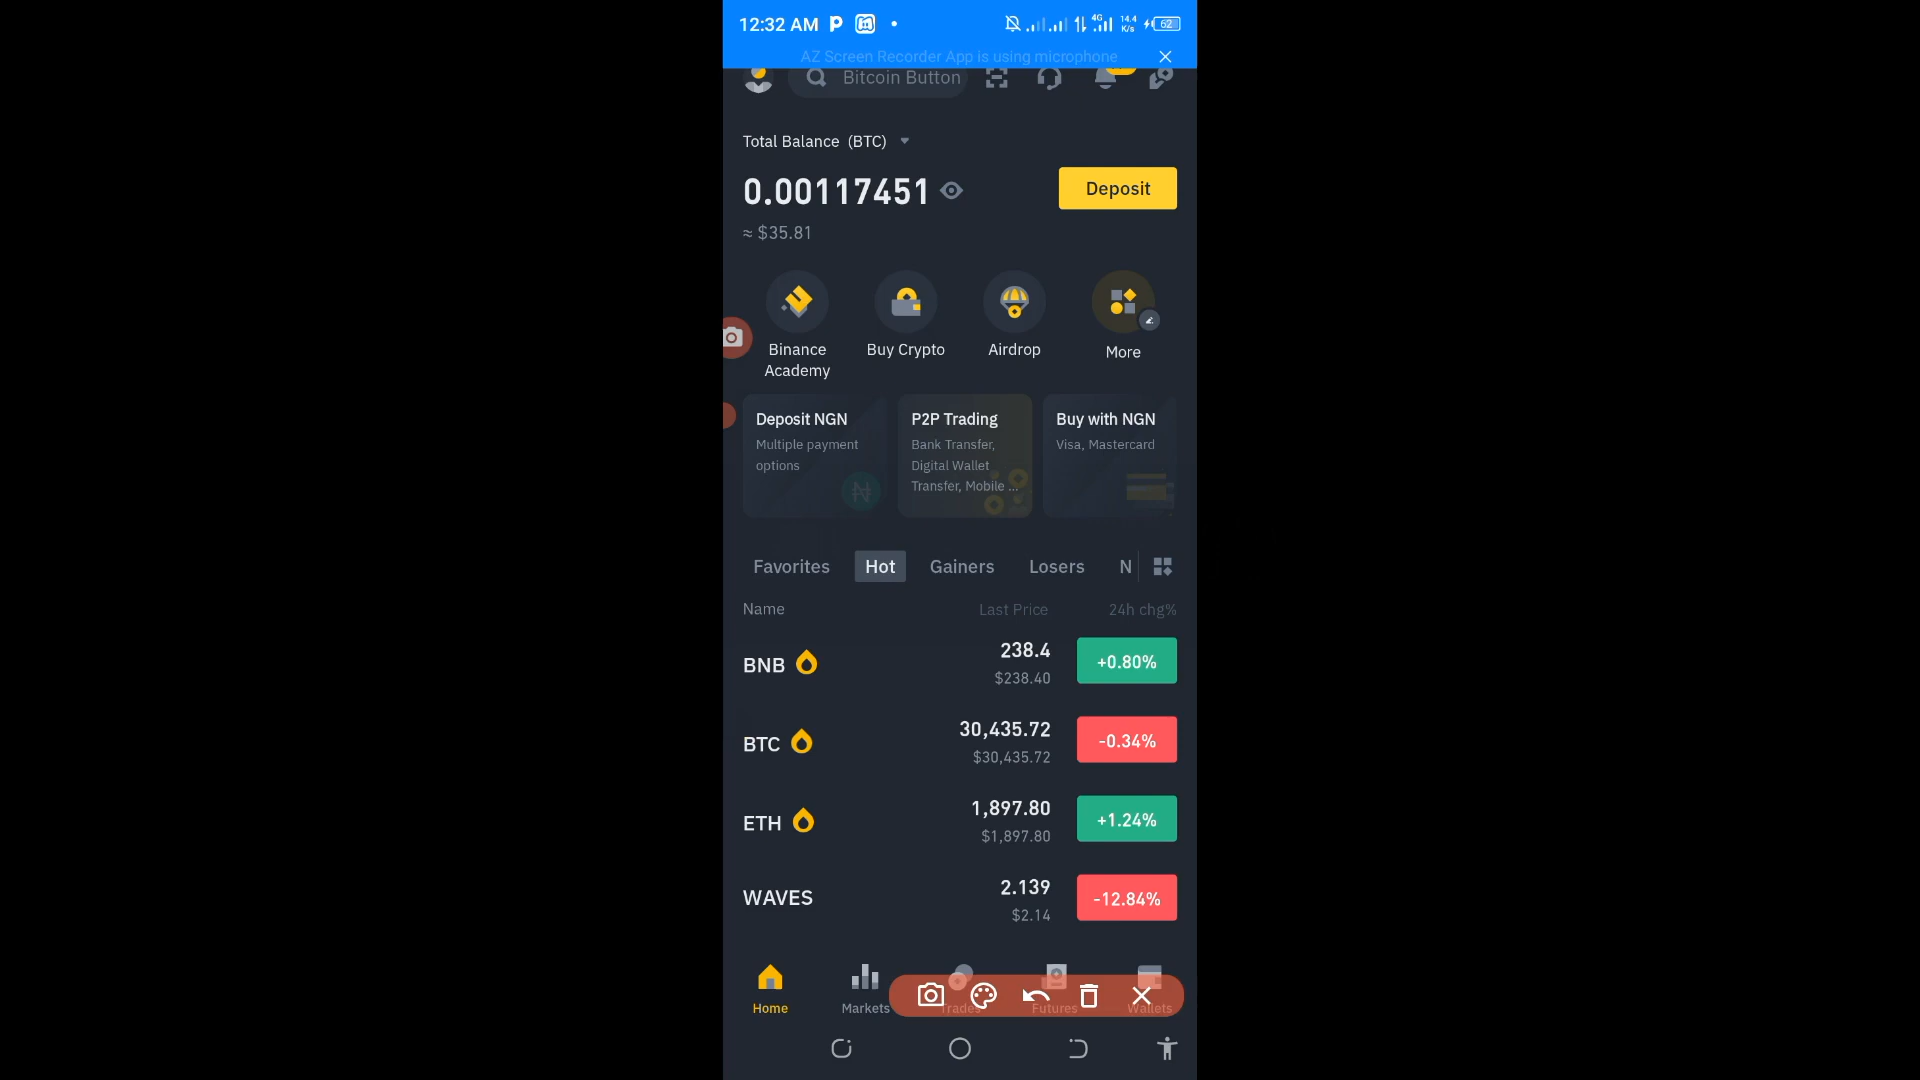 12:32 AM
4G 14.4 K/s 62
AZ Screen Recorder App is using microphone
Bitcoin Button
Total Balance (BTC)
0.00117451
Deposit
≈ $35.81
Binance Academy
Buy Crypto
Airdrop
More
Deposit NGN
Multiple payment
options
P2P Trading
Bank Transfer,
Digital Wallet
Transfer, Mobile ...
Buy with NGN
Visa, Mastercard
Favorites Hot Gainers Losers N
Name Last Price 24h chg%
BNB 238.4 +0.80%
$238.40
BTC 30,435.72 -0.34%
$30,435.72
ETH 1,897.80 +1.24%
$1,897.80
WAVES 2.139 -12.84%
$2.14
Home Markets Trades Futures Wallets